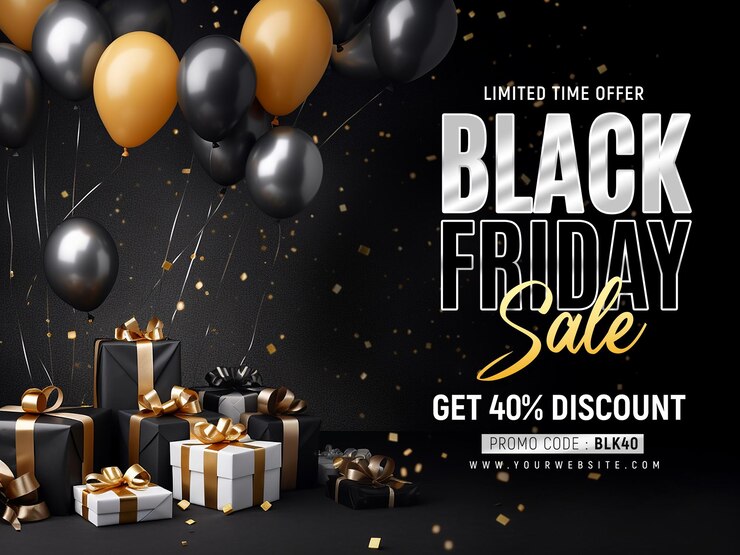 LIMITED TIME OFFER
BLACK
FRIDAY
Sale
GET 40% DISCOUNT
PROMO CODE : BLK40
WWW.YOURWEBSITE.COM